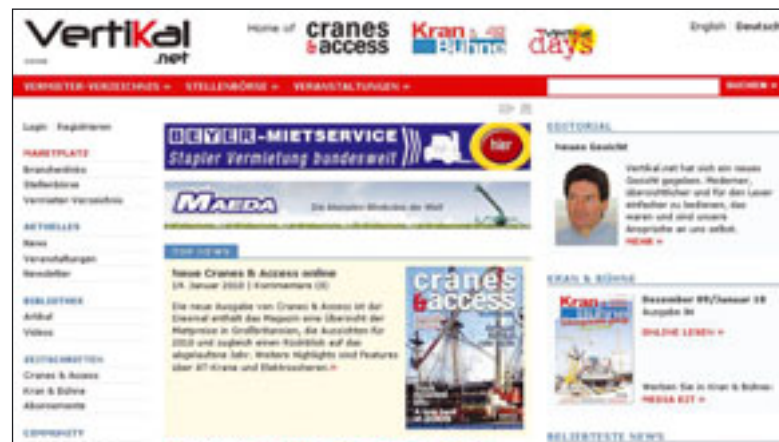 Vertikal
.net
Home of
cranes
& access
Kran
& Bühne
Vertikal
days
English Deutsch
VERMIETER-VERZEICHNIS »
STELLENBÖRSE »
VERANSTALTUNGEN »
SUCHEN »
Login Registrieren
MARKTPLATZ
Branchenlinks
Stellenbörse
Vermieter-Verzeichnis
AKTUELLES
News
Veranstaltungen
Newsletter
BIBLIOTHEK
Artikel
Videos
ZEITSCHRIFTEN
Cranes & Access
Kran & Bühne
Abonnements
COMMUNITY
BEYER-MIETSERVICE
Stapler Vermietung bundesweit
hier
MAEDA
Die kleinsten Minikrane der Welt
TOP NEWS
Neue Cranes & Access online
19. Januar 2010 | Kommentare (0)
Die neue Ausgabe von Cranes & Access ist da!
Diesmal enthält das Magazin eine Übersicht der
Mietpreise in Großbritannien, die Aussichten für
2010 und zugleich einen Rückblick auf das
abgelaufene Jahr. Weitere Highlights sind Features
über AT-Krane und Elektroscheren.»
cranes
& access
EDITORIAL
Neues Gesicht
Vertikal.net hat sich ein neues
Gesicht gegeben. Moderner,
übersichtlicher und für den Leser
einfacher zu bedienen, das
waren und sind unsere
Ansprüche an uns selbst.
MEHR »
KRAN & BÜHNE
Kran
& Bühne
Dezember 09/Januar 10
Ausgabe
ONLINE LESEN »
Werben Sie in Kran & Bühne:
MEDIA KIT »
BELIEBTESTE NEWS